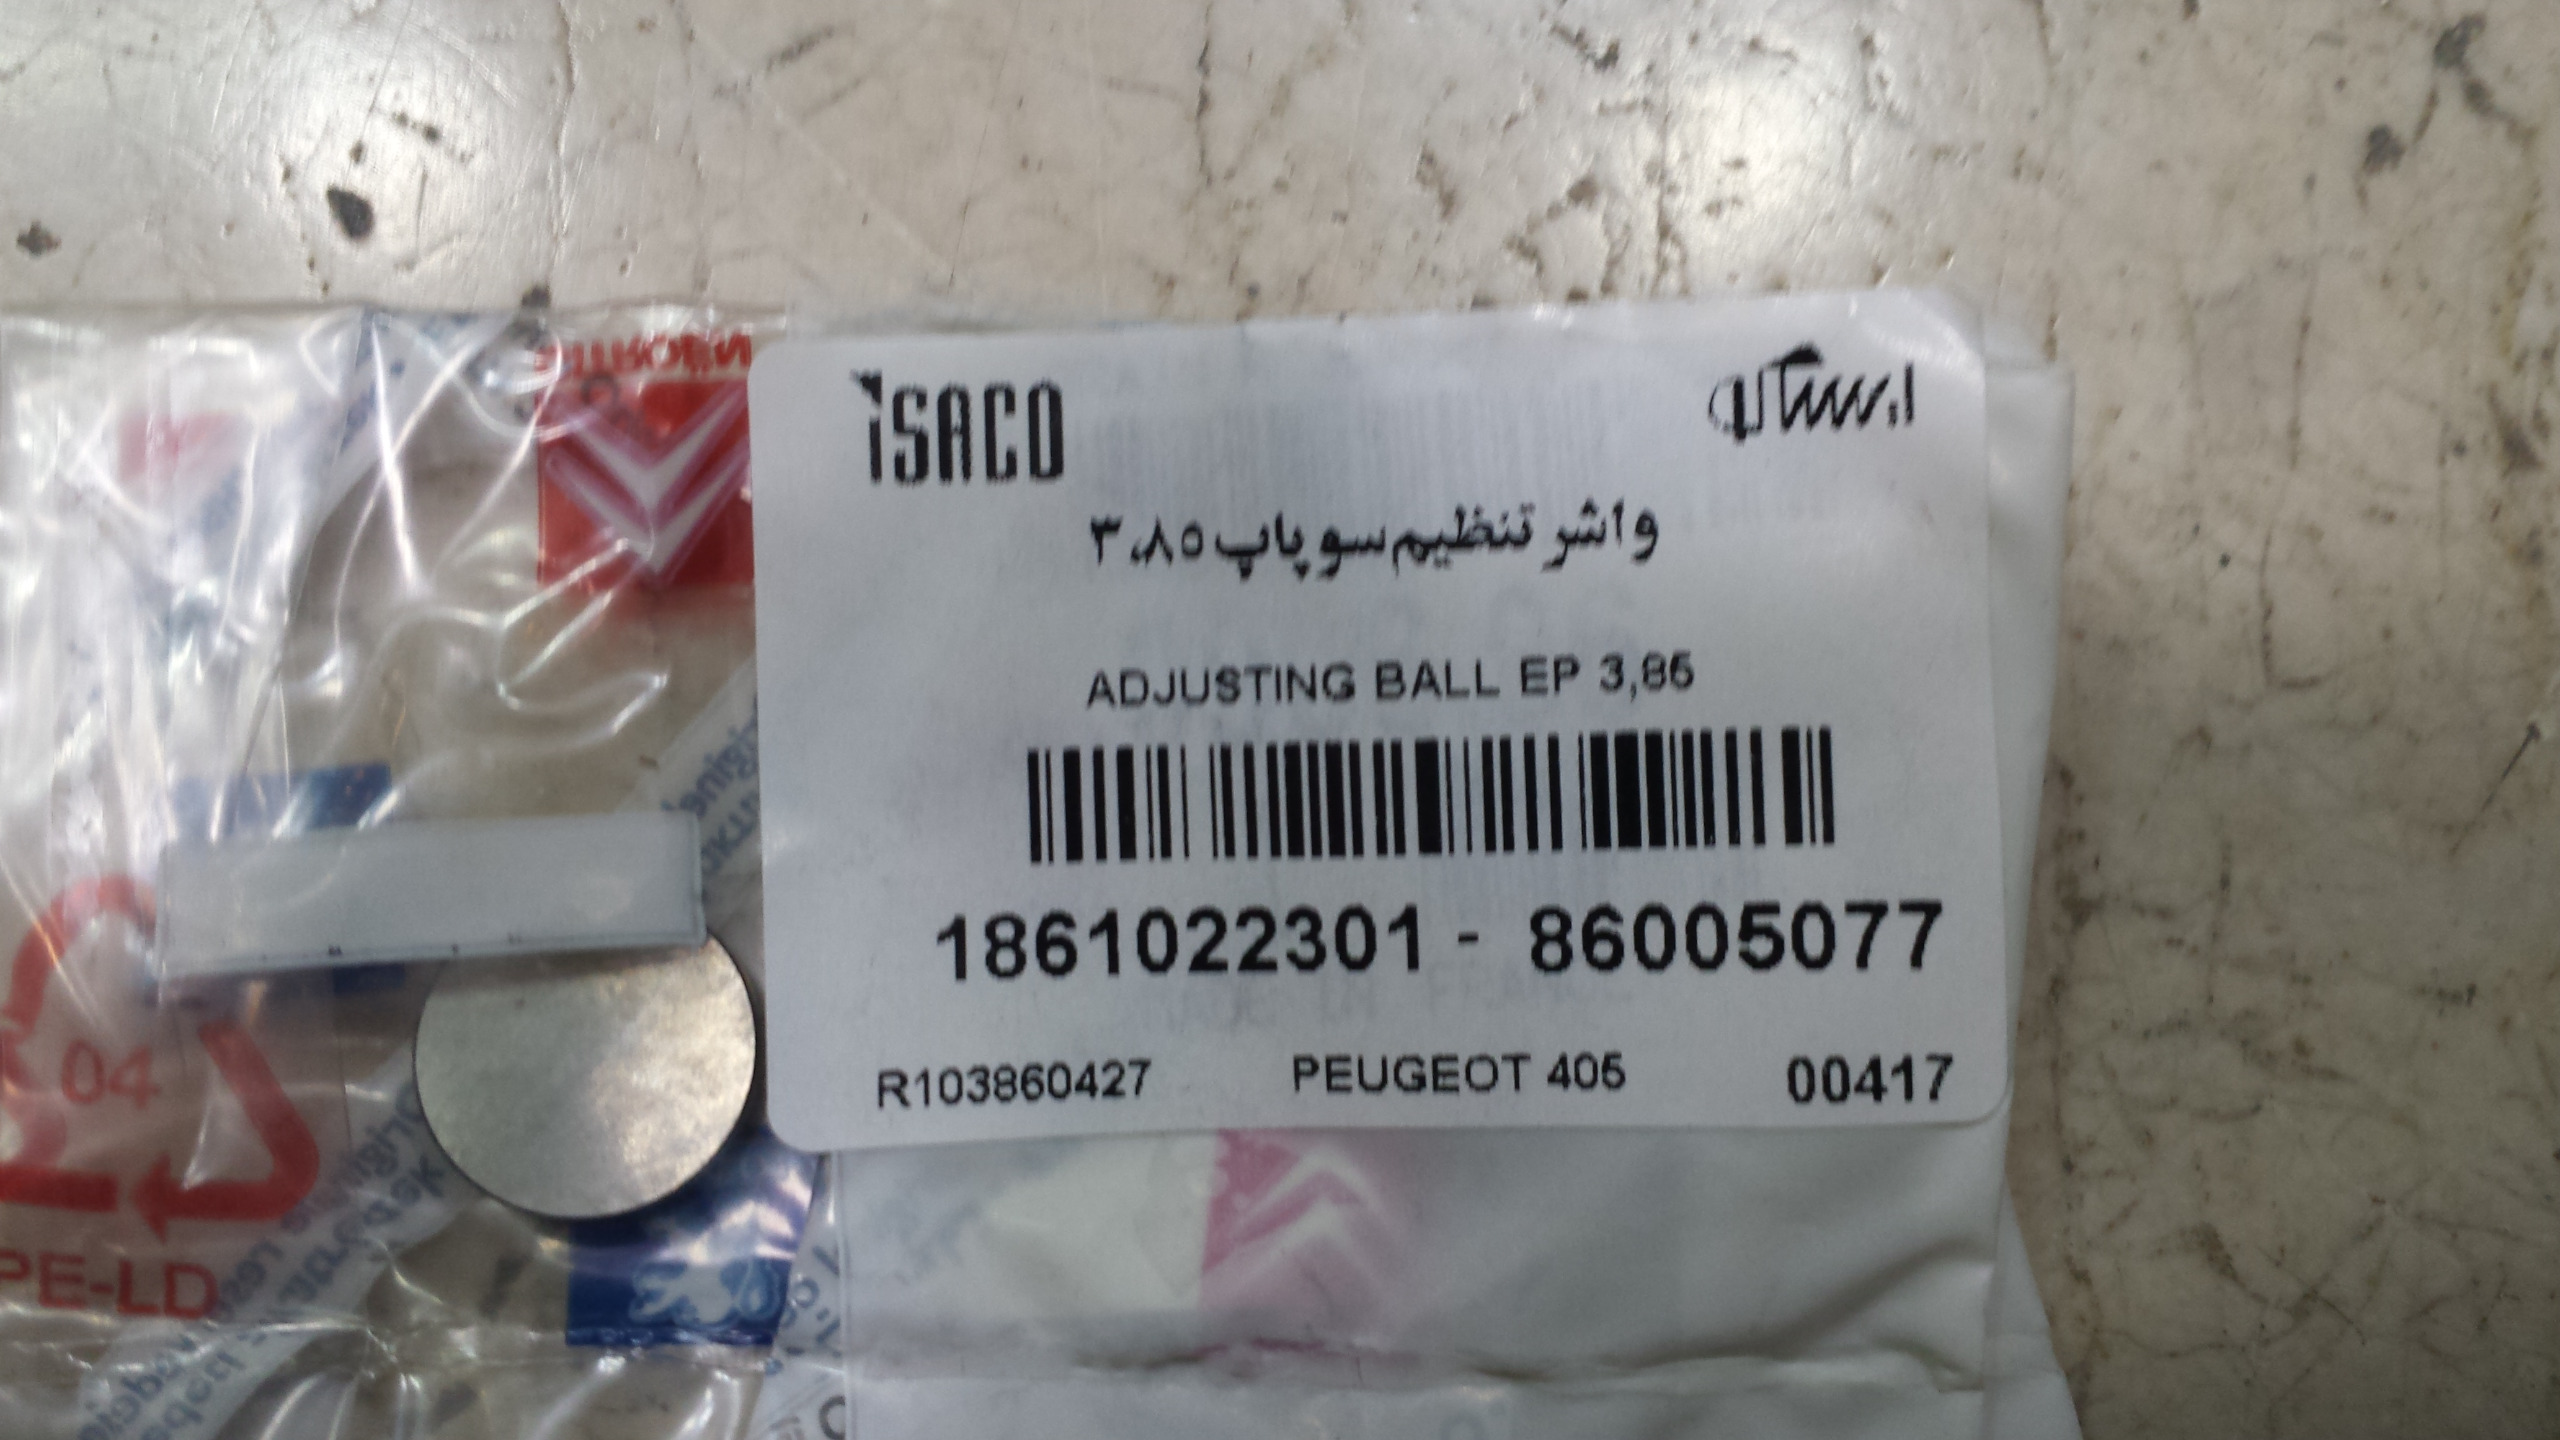 CITROËN
ISACO ایساکو
واشر تنظیم سوپاپ ۳،۸۵
ADJUSTING BALL EP 3,85
1861022301 - 86005077
R103860427 PEUGEOT 405 00417
04
PE-LD